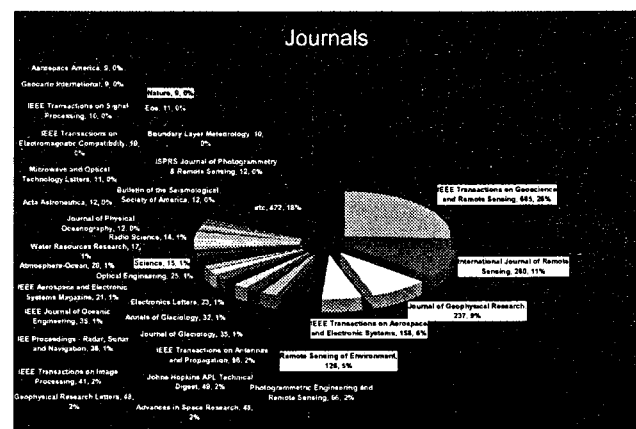 Journals
Aerospace America, 9, 0%
Geocarto International, 9, 0%
Nature, 9, 0%
IEEE Transactions on Signal
Processing, 10, 0%
Eos, 11, 0%
IEEE Transactions on
Electromagnetic Compatibility, 10,
0%
Boundary Layer Meteorology, 10,
0%
Microwave and Optical
Technology Letters, 11, 0%
ISPRS Journal of Photogrammetry
& Remote Sensing, 12, 0%
Acta Astronautica, 12, 0%
Bulletin of the Seismological
Society of America, 12, 0%
etc, 472, 18%
IEEE Transactions on Geoscience
and Remote Sensing, 685, 26%
Journal of Physical
Oceanography, 12, 0%
Radio Science, 14, 1%
Water Resources Research, 17,
1%
Atmosphere-Ocean, 20, 1%
Science, 15, 1%
International Journal of Remote
Sensing, 280, 11%
Optical Engineering, 25, 1%
IEEE Aerospace and Electronic
Systems Magazine, 21, 1%
Electronics Letters, 23, 1%
Journal of Geophysical Research,
237, 9%
IEEE Journal of Oceanic
Engineering, 35, 1%
Annals of Glaciology, 32, 1%
IEEE Transactions on Aerospace
and Electronic Systems, 158, 6%
IEE Proceedings - Radar, Sonar
and Navigation, 36, 1%
Journal of Glaciology, 35, 1%
IEEE Transactions on Antennas
and Propagation, 56, 2%
Remote Sensing of Environment,
126, 5%
IEEE Transactions on Image
Processing, 41, 2%
Johns Hopkins APL Technical
Digest, 49, 2%
Photogrammetric Engineering and
Remote Sensing, 66, 2%
Geophysical Research Letters, 43,
2%
Advances in Space Research, 43,
2%